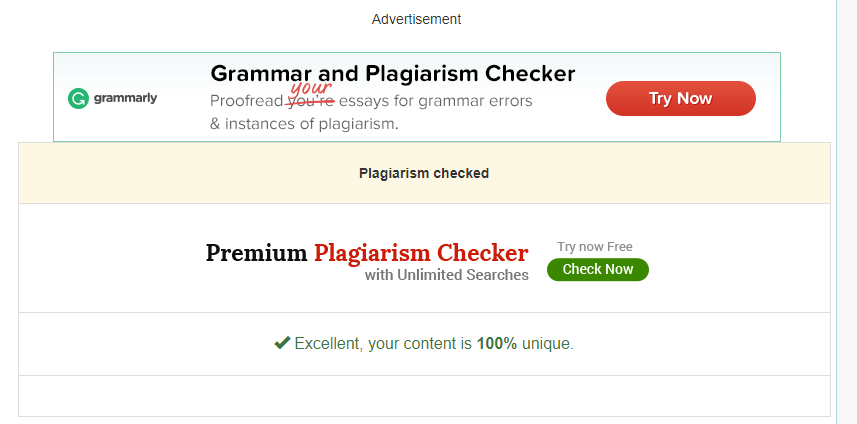 Advertisement
grammarly
Grammar and Plagiarism Checker
your
Proofread you're essays for grammar errors
& instances of plagiarism.
Try Now
Plagiarism checked
Premium Plagiarism Checker
with Unlimited Searches
Try now Free
Check Now
Excellent, your content is 100% unique.